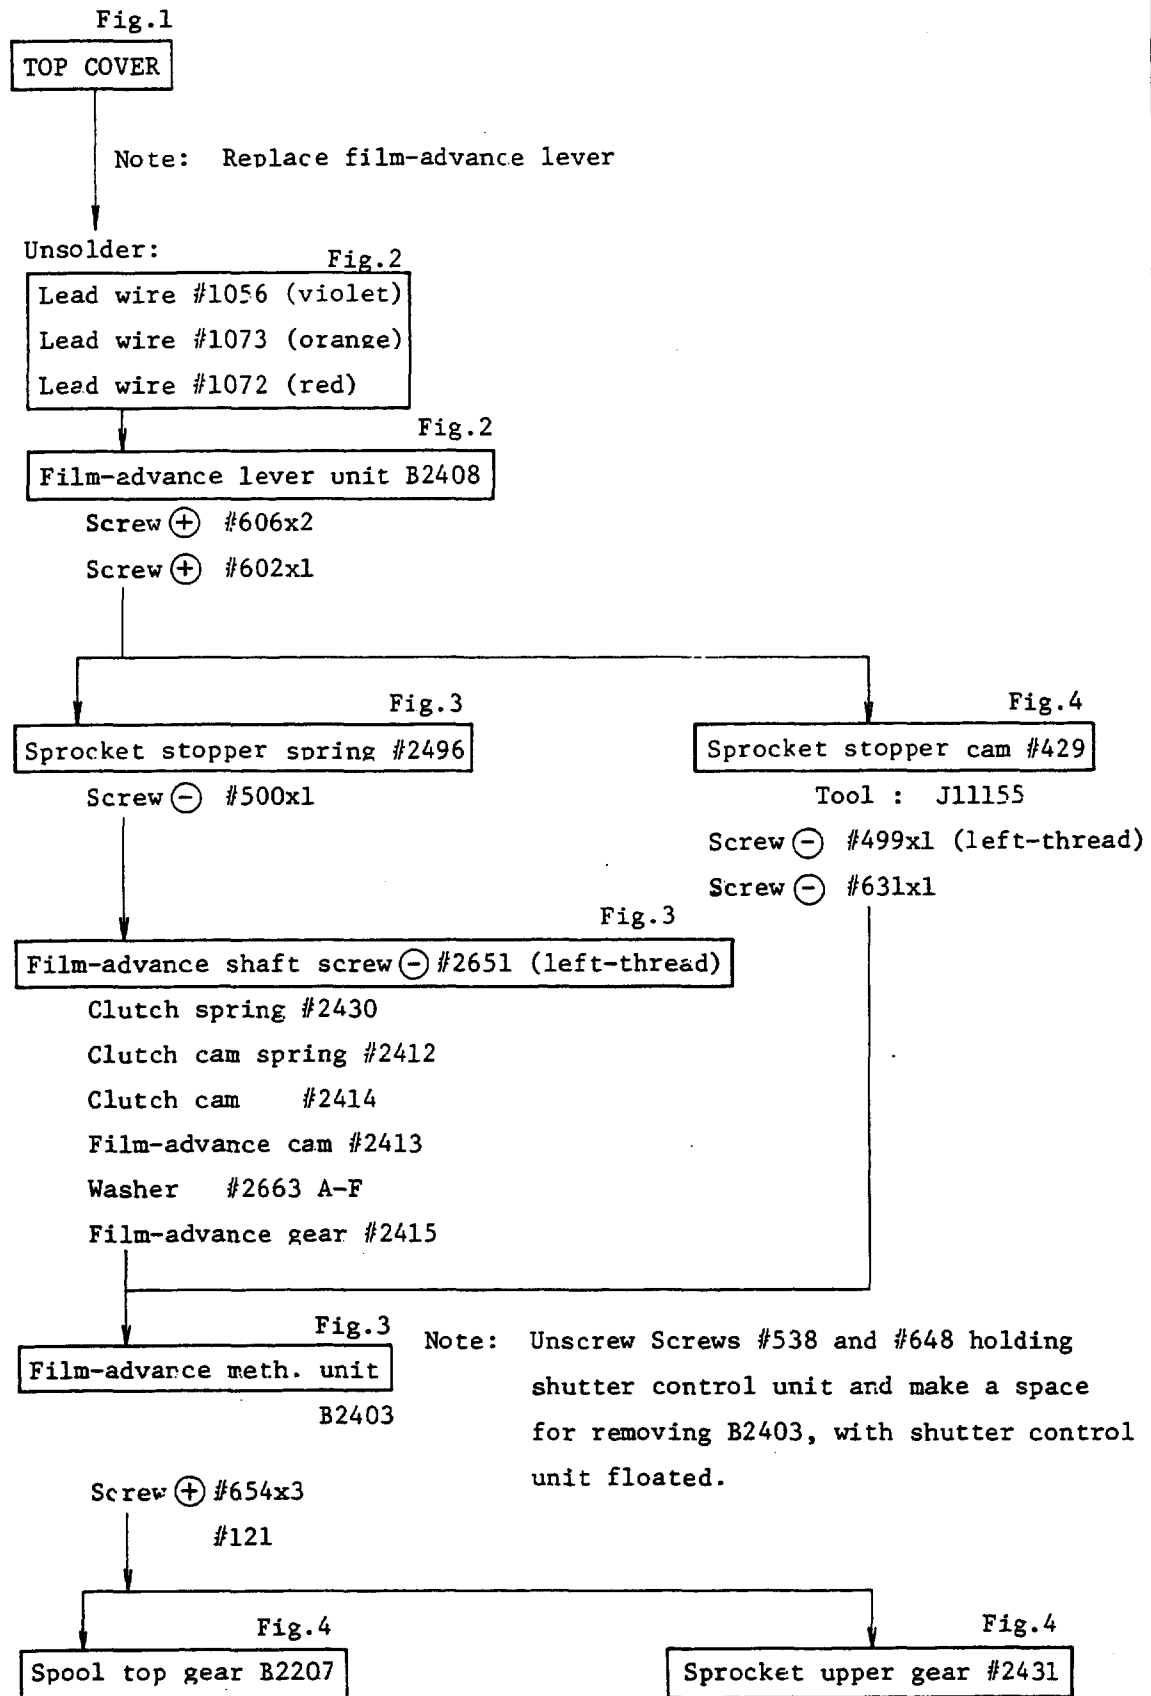 Fig.1
TOP COVER
Note: Replace film-advance lever
Unsolder:
Fig.2
Lead wire #1056 (violet)
Lead wire #1073 (orange)
Lead wire #1072 (red)
Fig.2
Film-advance lever unit B2408
Screw ⊕ #606x2
Screw ⊕ #602x1
Fig.3
Sprocket stopper spring #2496
Screw ⊖ #500x1
Fig.4
Sprocket stopper cam #429
Tool : J11155
Screw ⊖ #499x1 (left-thread)
Screw ⊖ #631x1
Fig.3
Film-advance shaft screw ⊖ #2651 (left-thread)
Clutch spring #2430
Clutch cam spring #2412
Clutch cam #2414
Film-advance cam #2413
Washer #2663 A-F
Film-advance gear #2415
Fig.3
Film-advance meth. unit
B2403
Note: Unscrew Screws #538 and #648 holding
shutter control unit and make a space
for removing B2403, with shutter control
unit floated.
Screw ⊕ #654x3
#121
Fig.4
Spool top gear B2207
Fig.4
Sprocket upper gear #2431